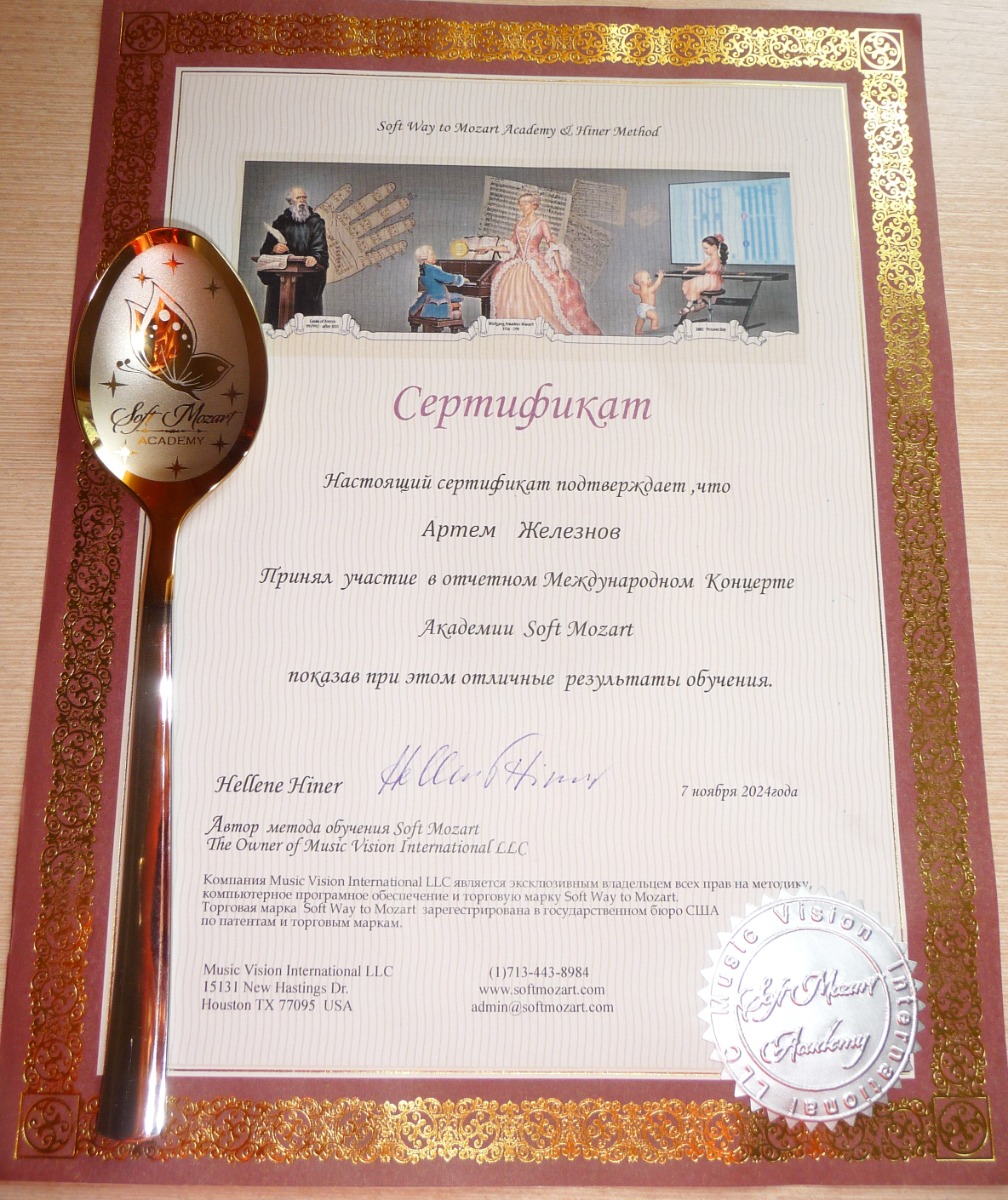 Soft Way to Mozart Academy & Hiner Method
Soft Mozart
ACADEMY
Сертификат
Настоящий сертификат подтверждает ,что
Артем Железнов
Принял участие в отчетном Международном Концерте
Академии Soft Mozart
показав при этом отличные результаты обучения.
Hellene Hiner
Hellene Hiner
7 ноября 2024года
Автор метода обучения Soft Mozart
The Owner of Music Vision International LLC
Компания Music Vision International LLC является эксклюзивным владельцем всех прав на методику,
компьютерное програмное обеспечение и торговую марку Soft Way to Mozart.
Торговая марка Soft Way to Mozart зарегестрирована в государственном бюро США
по патентам и торговым маркам.
Music Vision International LLC
15131 New Hastings Dr.
Houston TX 77095 USA
(1)713-443-8984
www.softmozart.com
admin@softmozart.com
Music Vision International LLC
Soft Mozart
Academy